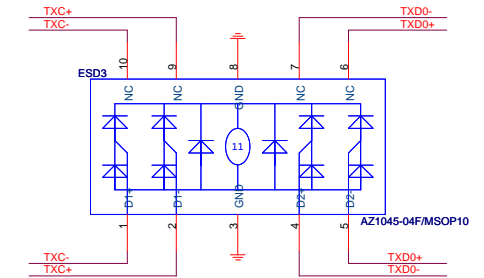 TXC+ TXD0-
TXC- TXD0+
10 9 8 7 6
ESD3
NC NC GND NC NC
11
D1+ D1- GND D2+ D2-
AZ1045-04F/MSOP10
1 2 3 4 5
TXC- TXD0+
TXC+ TXD0-